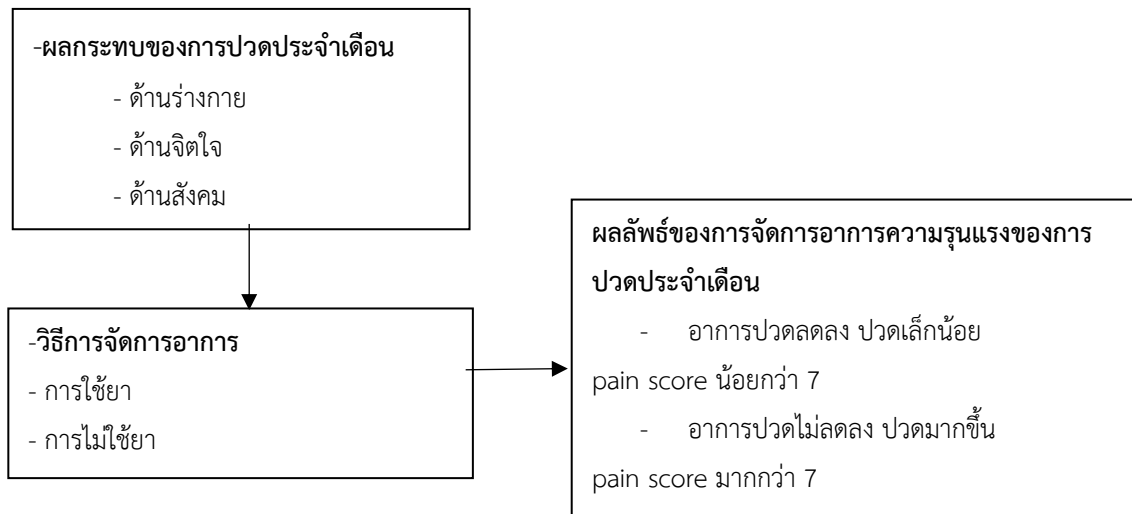 -ผลกระทบของการปวดประจำเดือน
- ด้านร่างกาย
- ด้านจิตใจ
- ด้านสังคม
-วิธีการจัดการอาการ
- การใช้ยา
- การไม่ใช้ยา
ผลลัพธ์ของการจัดการอาการความรุนแรงของการ
ปวดประจำเดือน
- อาการปวดลดลง ปวดเล็กน้อย
pain score น้อยกว่า 7
- อาการปวดไม่ลดลง ปวดมากขึ้น
pain score มากกว่า 7